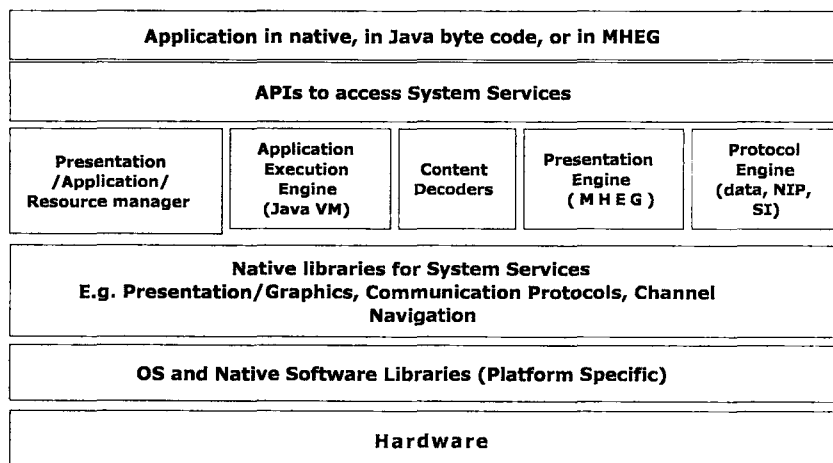 Application in native, in Java byte code, or in MHEG
APIs to access System Services
Presentation
/Application/
Resource manager
Application
Execution
Engine
(Java VM)
Content
Decoders
Presentation
Engine
( M H E G )
Protocol
Engine
(data, NIP,
SI)
Native libraries for System Services
E.g. Presentation/Graphics, Communication Protocols, Channel
Navigation
OS and Native Software Libraries (Platform Specific)
Hardware